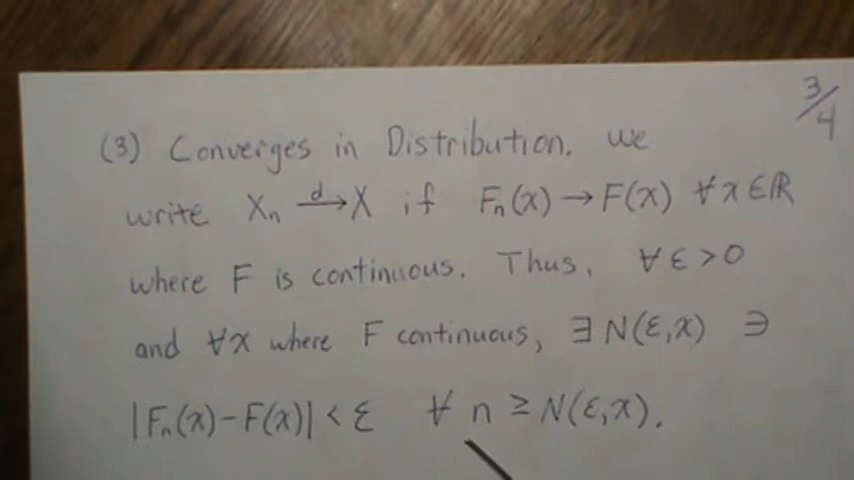 3/4
(3) Converges in Distribution. We
write Xₙ →ᵈ X if Fₙ(x) → F(x) ∀ x ∈ ℝ
where F is continuous. Thus, ∀ ε > 0
and ∀x where F continuous, ∃ N(ε,x) ∋
|Fₙ(x) - F(x)| < ε ∀ n ≥ N(ε,x).